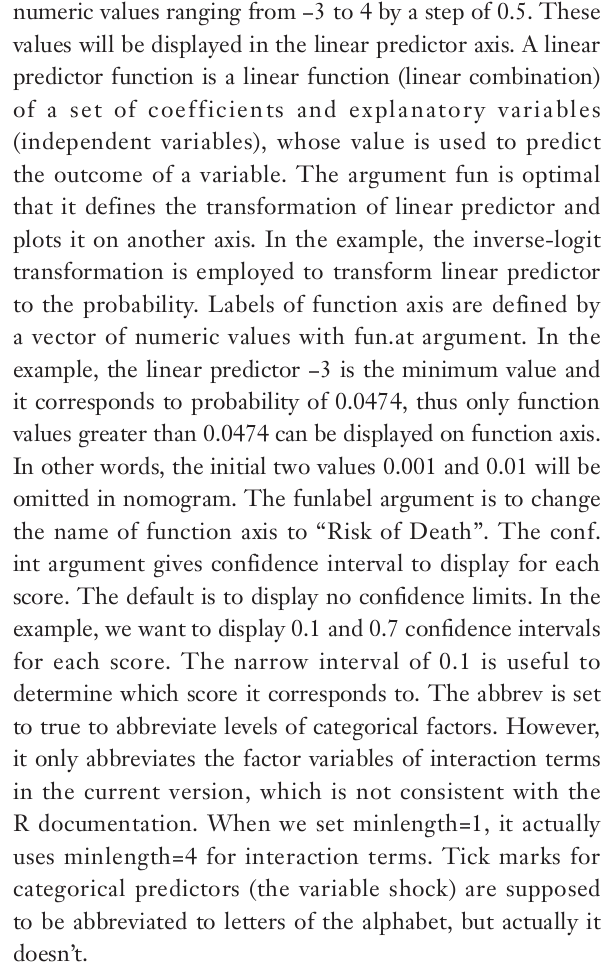 numeric values ranging from −3 to 4 by a step of 0.5. These
values will be displayed in the linear predictor axis. A linear
predictor function is a linear function (linear combination)
of a set of coefficients and explanatory variables
(independent variables), whose value is used to predict
the outcome of a variable. The argument fun is optimal
that it defines the transformation of linear predictor and
plots it on another axis. In the example, the inverse-logit
transformation is employed to transform linear predictor
to the probability. Labels of function axis are defined by
a vector of numeric values with fun.at argument. In the
example, the linear predictor −3 is the minimum value and
it corresponds to probability of 0.0474, thus only function
values greater than 0.0474 can be displayed on function axis.
In other words, the initial two values 0.001 and 0.01 will be
omitted in nomogram. The funlabel argument is to change
the name of function axis to “Risk of Death”. The conf.
int argument gives confidence interval to display for each
score. The default is to display no confidence limits. In the
example, we want to display 0.1 and 0.7 confidence intervals
for each score. The narrow interval of 0.1 is useful to
determine which score it corresponds to. The abbrev is set
to true to abbreviate levels of categorical factors. However,
it only abbreviates the factor variables of interaction terms
in the current version, which is not consistent with the
R documentation. When we set minlength=1, it actually
uses minlength=4 for interaction terms. Tick marks for
categorical predictors (the variable shock) are supposed
to be abbreviated to letters of the alphabet, but actually it
doesn’t.